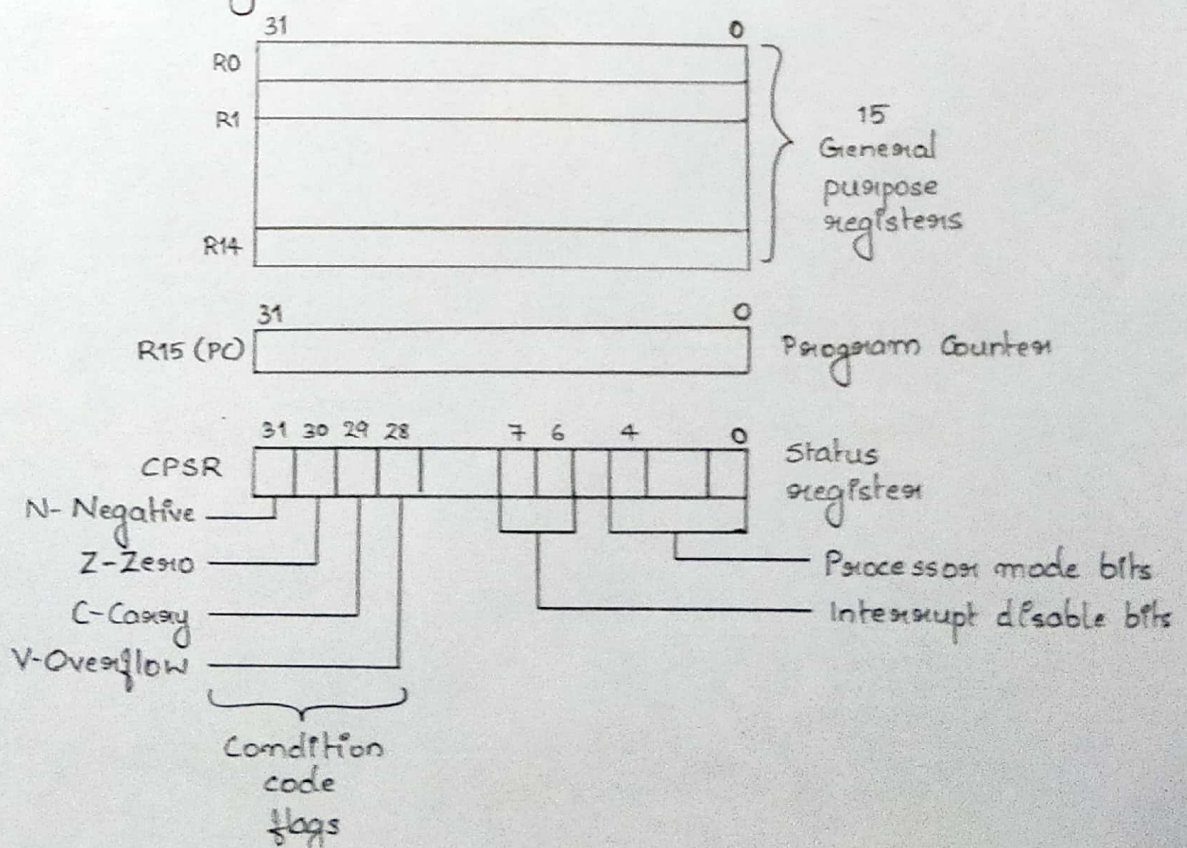 31 0
R0
R1
R14
15
General
purpose
registers
31 0
R15 (PC)
Program Counter
31 30 29 28 7 6 4 0
CPSR
Status
register
N- Negative
Z-Zero
C-Carry
V-Overflow
Processor mode bits
Interrupt disable bits
Condition
code
flags